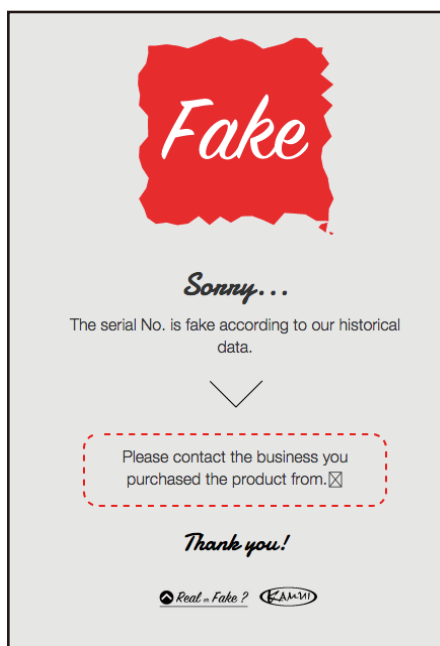 Fake
Sorry...
The serial No. is fake according to our historical
data.
Please contact the business you
purchased the product from.
Thank you!
Real or Fake ? KAMUI